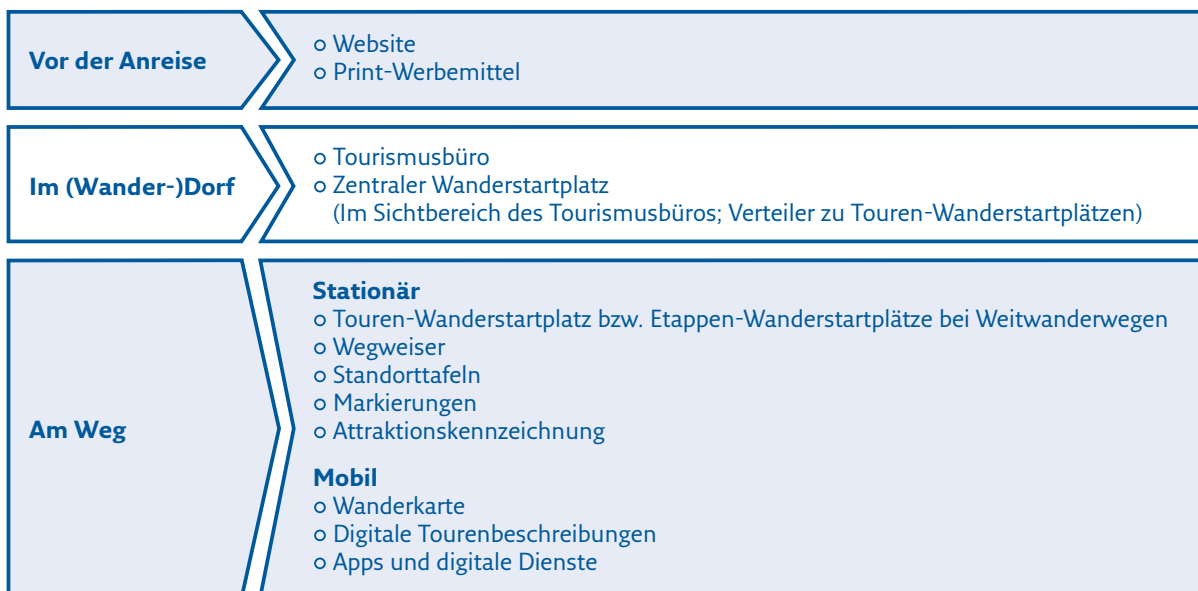 Vor der Anreise
○ Website
○ Print-Werbemittel
Im (Wander-)Dorf
○ Tourismusbüro
○ Zentraler Wanderstartplatz
(Im Sichtbereich des Tourismusbüros; Verteiler zu Touren-Wanderstartplätzen)
Am Weg
Stationär
○ Touren-Wanderstartplatz bzw. Etappen-Wanderstartplätze bei Weitwanderwegen
○ Wegweiser
○ Standorttafeln
○ Markierungen
○ Attraktionskennzeichnung
Mobil
○ Wanderkarte
○ Digitale Tourenbeschreibungen
○ Apps und digitale Dienste